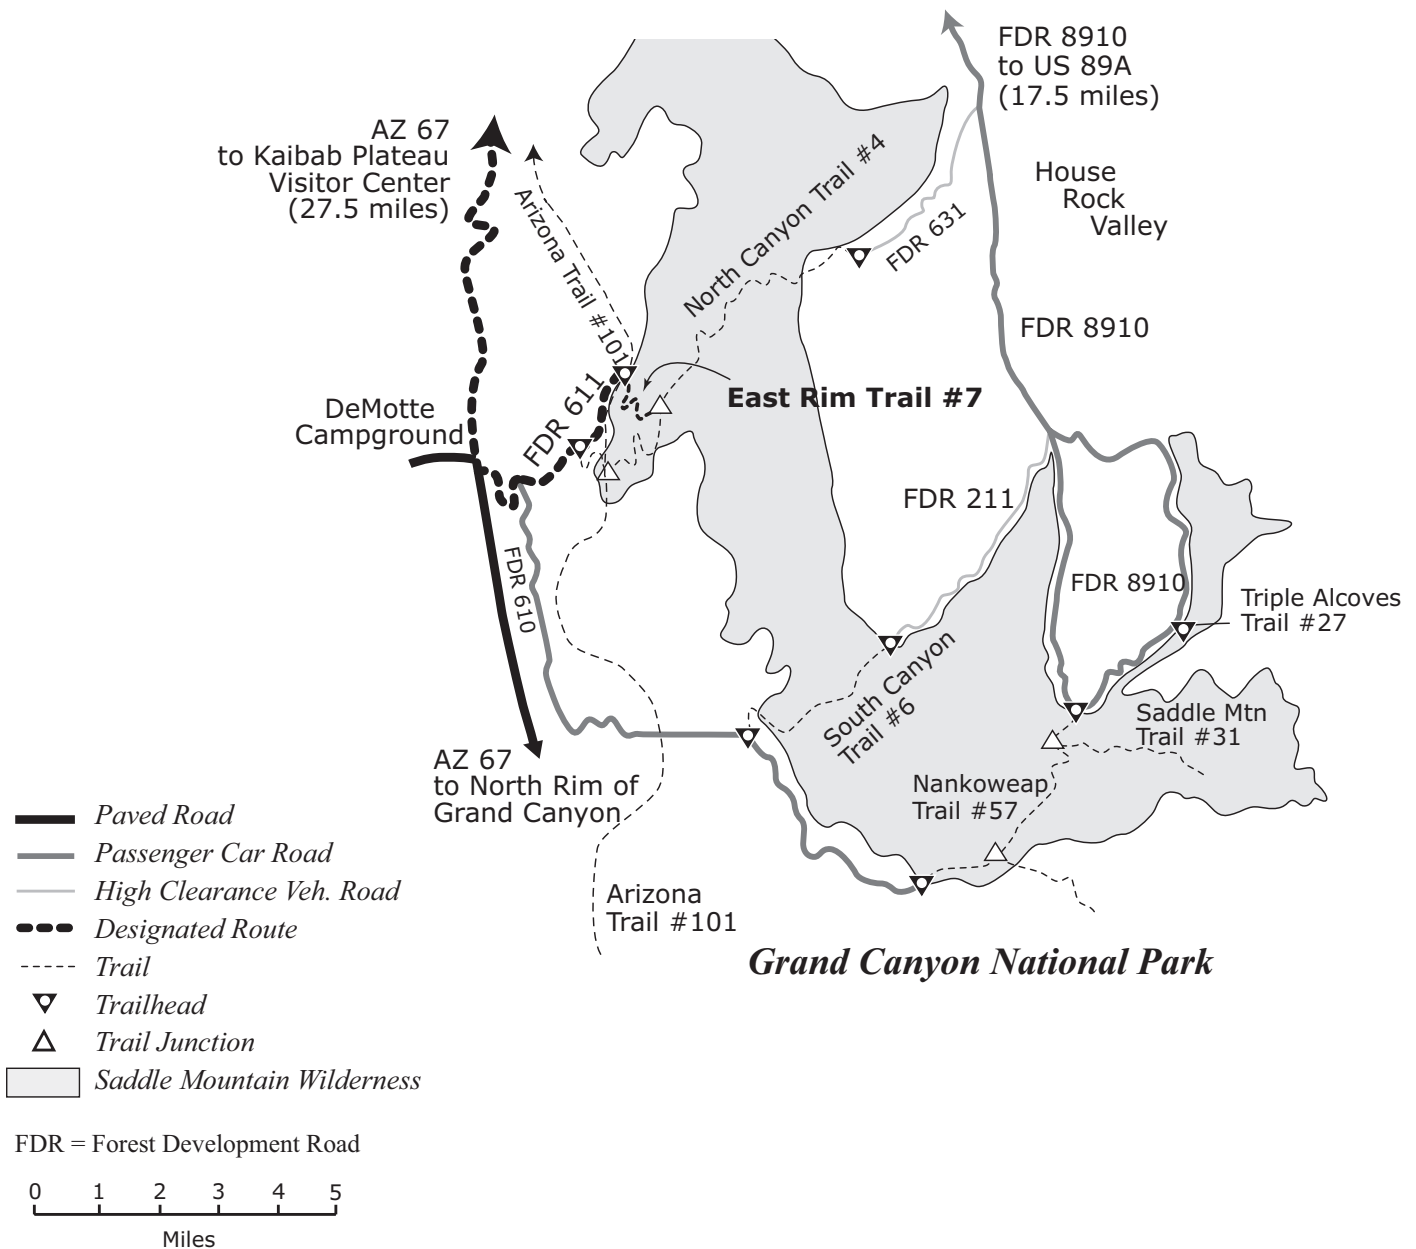 FDR 8910
to US 89A
(17.5 miles)
AZ 67
to Kaibab Plateau
Visitor Center
(27.5 miles)
Arizona Trail #101
North Canyon Trail #4
House
Rock
Valley
FDR 631
FDR 8910
East Rim Trail #7
FDR 611
DeMotte
Campground
FDR 211
FDR 610
FDR 8910
Triple Alcoves
Trail #27
South Canyon
Trail #6
Saddle Mtn
Trail #31
AZ 67
to North Rim of
Grand Canyon
Nankoweap
Trail #57
Arizona
Trail #101
Grand Canyon National Park
Paved Road
Passenger Car Road
High Clearance Veh. Road
Designated Route
Trail
Trailhead
Trail Junction
Saddle Mountain Wilderness
FDR = Forest Development Road
0 1 2 3 4 5
Miles